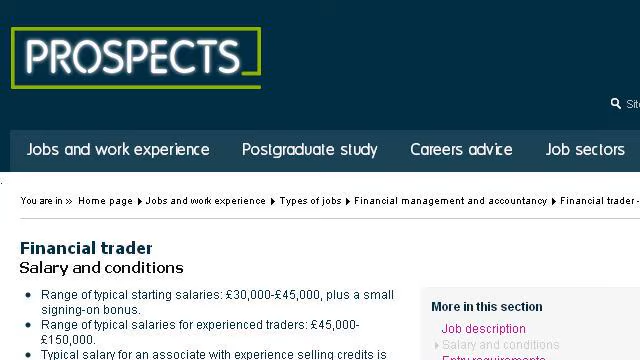 PROSPECTS
Jobs and work experience Postgraduate study Careers advice Job sectors
You are in » Home page Jobs and work experience Types of jobs Financial management and accountancy Financial trader -
Financial trader
Salary and conditions
Range of typical starting salaries: £30,000-£45,000, plus a small
signing-on bonus.
Range of typical salaries for experienced traders: £45,000-
£150,000.
Typical salary for an associate with experience selling credits is
More in this section
Job description
Salary and conditions
Entry requirements